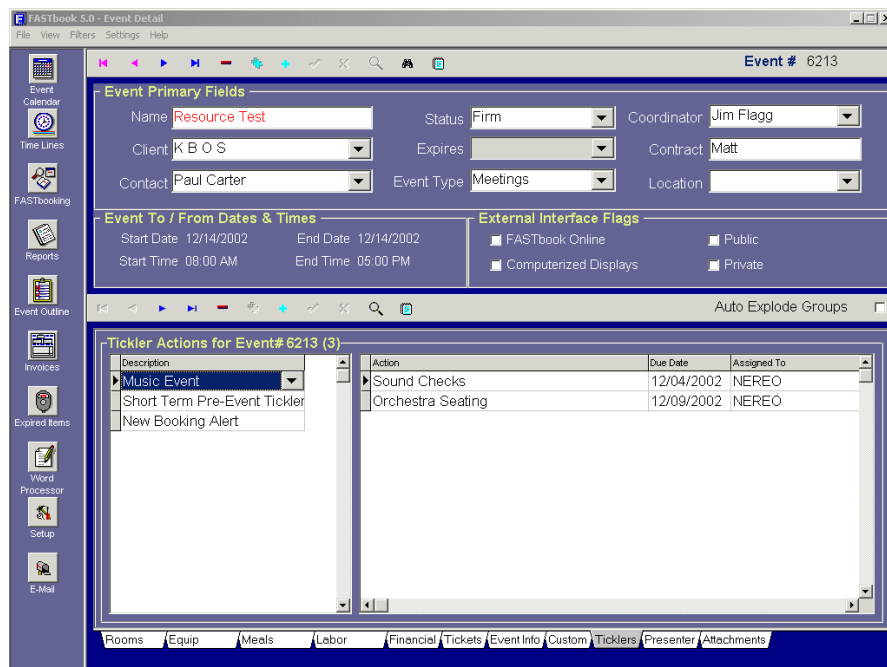 FASTbook 5.0 - Event Detail
File View Filters Settings Help
Event # 6213
Event Calendar
Time Lines
FASTbooking
Reports
Event Outline
Invoices
Expired Items
Word Processor
Setup
E-Mail
Event Primary Fields
Name Resource Test Status Firm Coordinator Jim Flagg
Client K B O S Expires Contract Matt
Contact Paul Carter Event Type Meetings Location
Event To / From Dates & Times
Start Date 12/14/2002 End Date 12/14/2002
Start Time 08:00 AM End Time 05:00 PM
External Interface Flags
FASTbook Online Public
Computerized Displays Private
Auto Explode Groups
Tickler Actions for Event# 6213 (3)
Description
Music Event
Short Term Pre-Event Tickler
New Booking Alert
Action Due Date Assigned To
Sound Checks 12/04/2002 NEREO
Orchestra Seating 12/09/2002 NEREO
Rooms Equip Meals Labor Financial Tickets Event Info Custom Ticklers Presenter Attachments